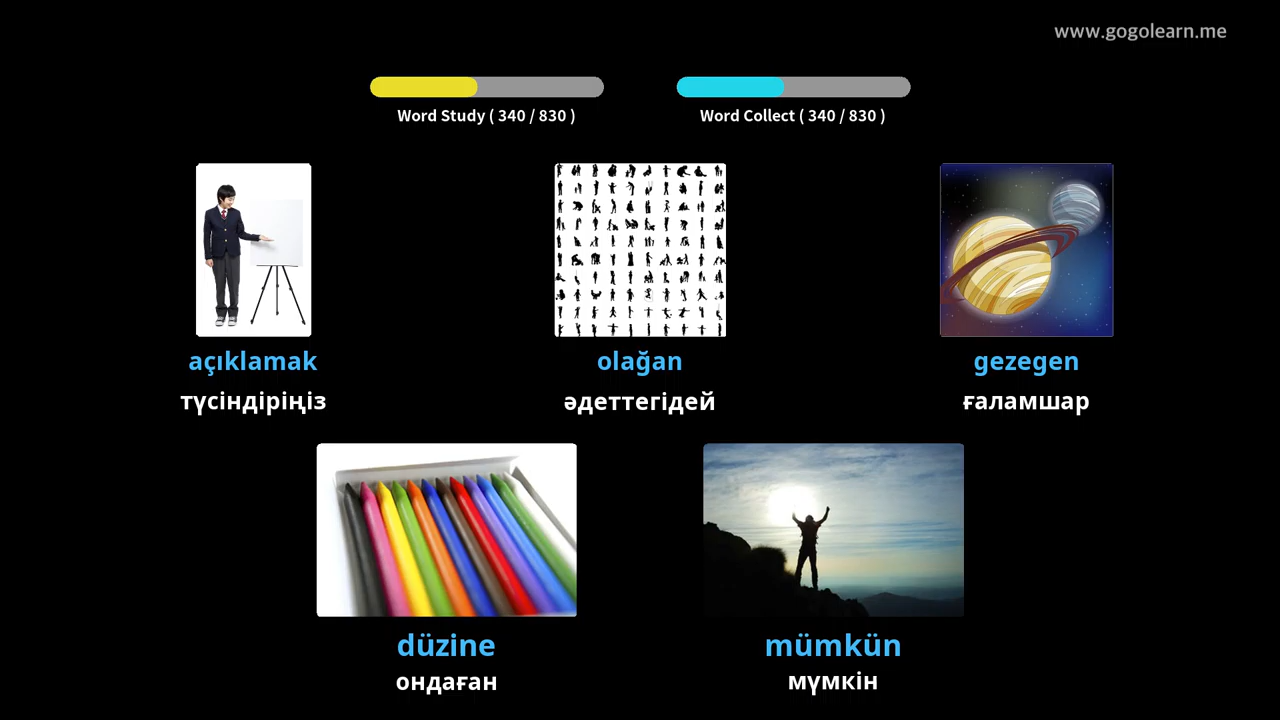 www.gogolearn.me
Word Study ( 340 / 830 )
Word Collect ( 340 / 830 )
açıklamak
түсіндіріңіз
olağan
әдеттегідей
gezegen
ғаламшар
düzine
ондаған
mümkün
мүмкін